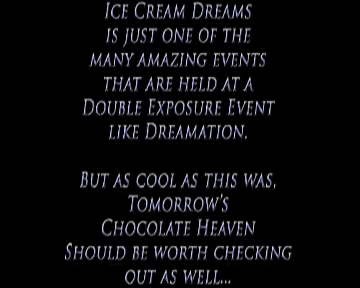 Ice Cream Dreams
is just one of the
many amazing events
that are held at a
Double Exposure Event
like Dreamation.
But as cool as this was,
Tomorrow's
Chocolate Heaven
Should be worth checking
out as well...